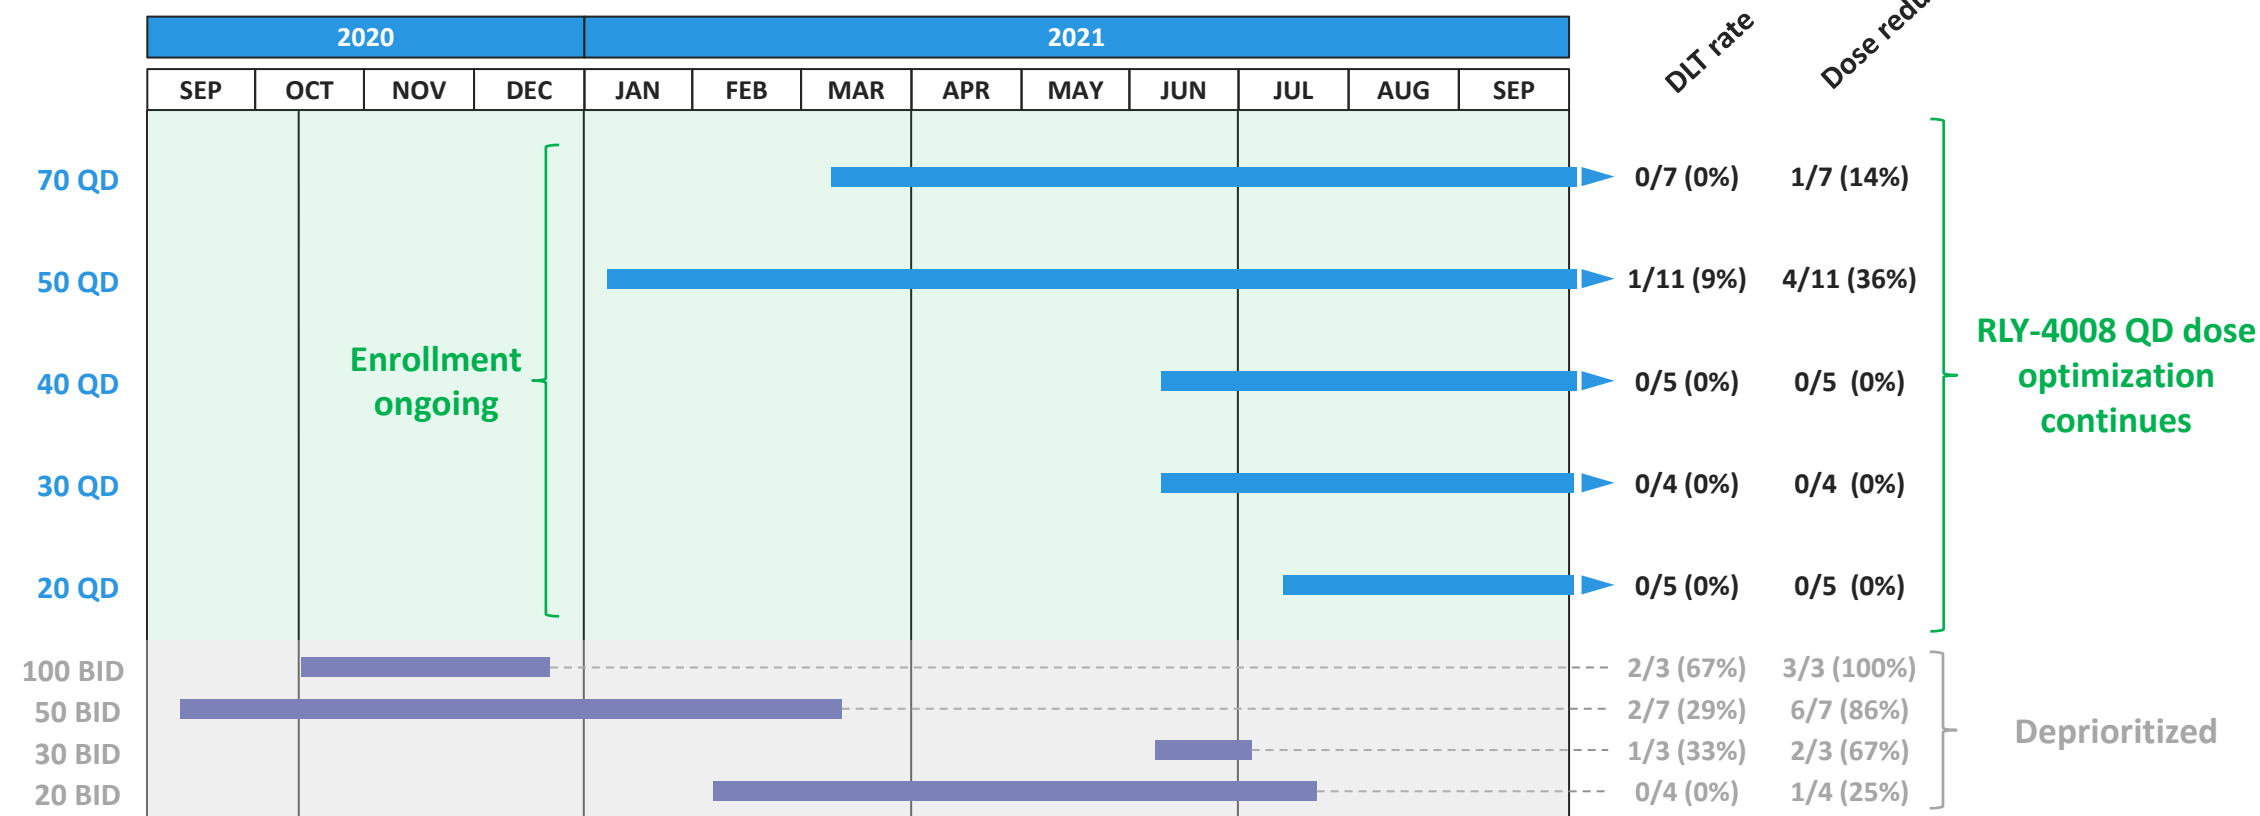 2020 2021
DLT rate
Dose
SEP OCT NOV DEC JAN FEB MAR APR MAY JUN JUL AUG SEP
70 QD 0/7 (0%) 1/7 (14%)
50 QD 1/11 (9%) 4/11 (36%)
Enrollment
ongoing
40 QD 0/5 (0%) 0/5 (0%)
RLY-4008 QD dose
optimization
continues
30 QD 0/4 (0%) 0/4 (0%)
20 QD 0/5 (0%) 0/5 (0%)
100 BID 2/3 (67%) 3/3 (100%)
50 BID 2/7 (29%) 6/7 (86%)
30 BID 1/3 (33%) 2/3 (67%)
20 BID 0/4 (0%) 1/4 (25%)
Deprioritized